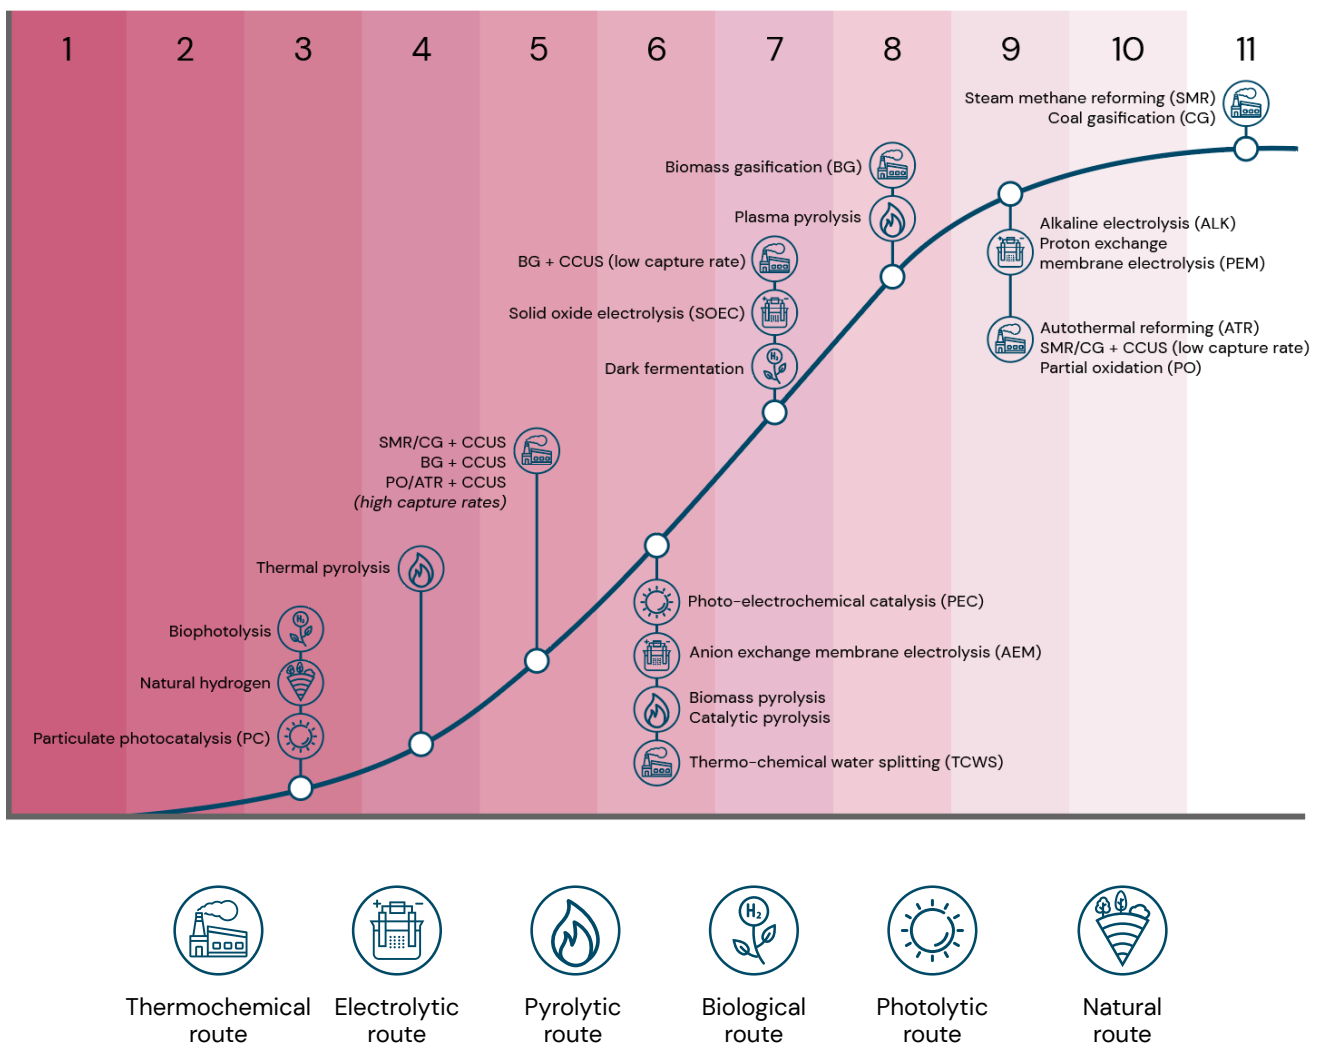 1 2 3 4 5 6 7 8 9 10 11
Steam methane reforming (SMR)
Coal gasification (CG)
Biomass gasification (BG)
Plasma pyrolysis
Alkaline electrolysis (ALK)
Proton exchange
membrane electrolysis (PEM)
BG + CCUS (low capture rate)
Solid oxide electrolysis (SOEC)
Dark fermentation
H₂
Autothermal reforming (ATR)
SMR/CG + CCUS (low capture rate)
Partial oxidation (PO)
SMR/CG + CCUS
BG + CCUS
PO/ATR + CCUS
(high capture rates)
Thermal pyrolysis
Biophotolysis
H₂
Natural hydrogen
Particulate photocatalysis (PC)
Photo-electrochemical catalysis (PEC)
Anion exchange membrane electrolysis (AEM)
Biomass pyrolysis
Catalytic pyrolysis
Thermo-chemical water splitting (TCWS)
H₂
Thermochemical
route
Electrolytic
route
Pyrolytic
route
Biological
route
Photolytic
route
Natural
route